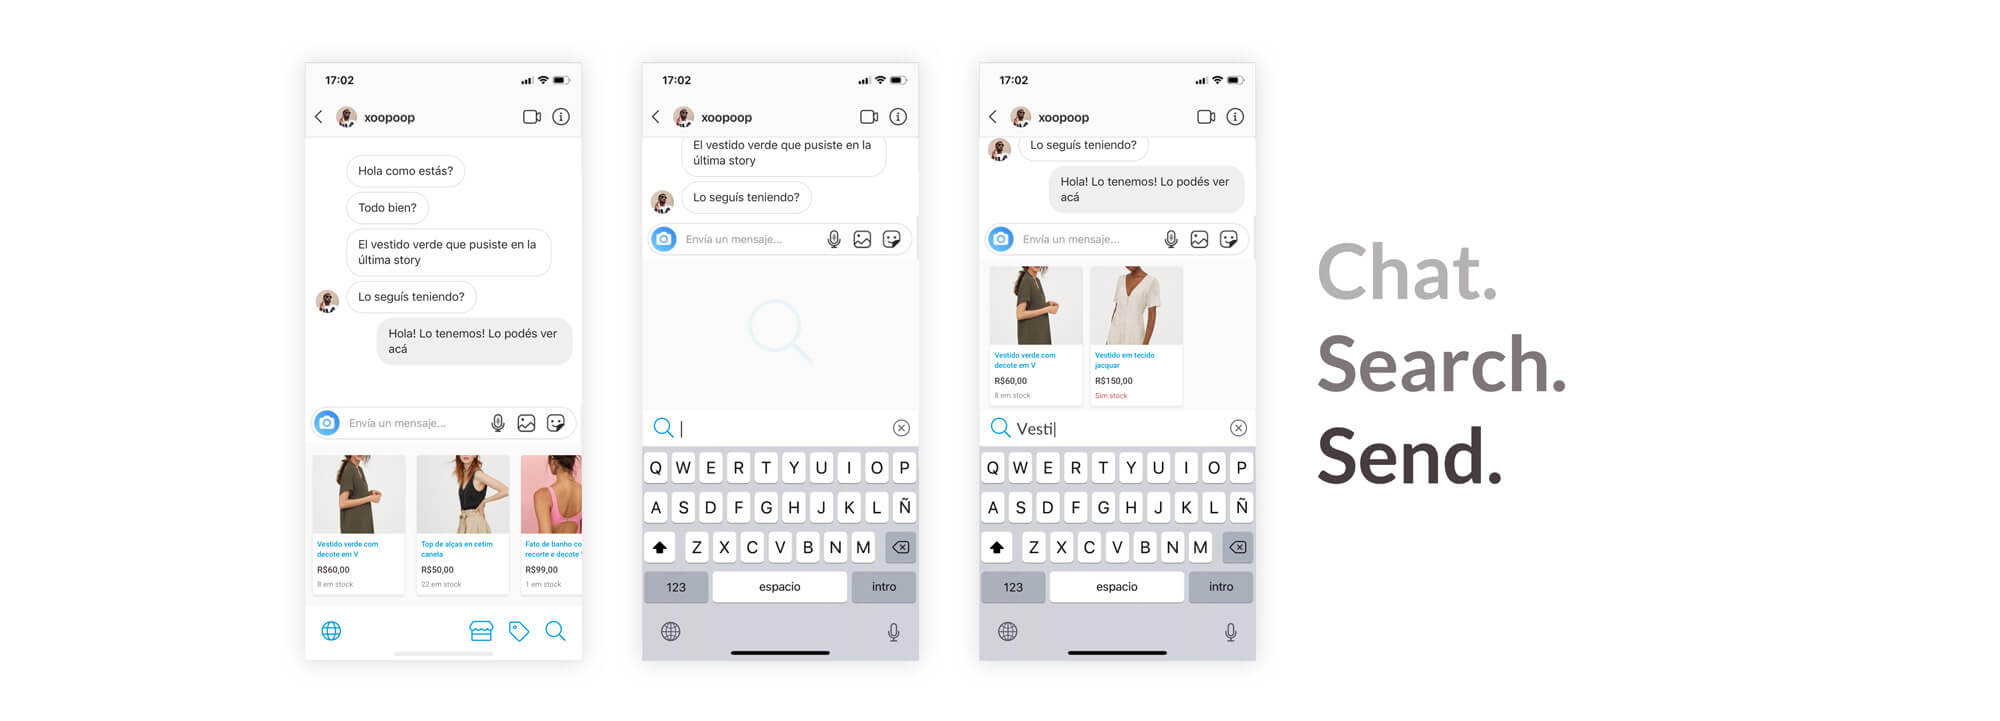 17:02
xoopoop
Hola como estás?
Todo bien?
El vestido verde que pusiste en la
última story
Lo seguís teniendo?
Hola! Lo tenemos! Lo podés ver
acá
Envía un mensaje...
Vestido verde com
decote em V
R$60,00
8 em stock
Top de alças en cetim
canela
R$50,00
22 em stock
Fato de banho co
recorte e decote
R$99,00
1 em stock
17:02
xoopoop
El vestido verde que pusiste en la
última story
Lo seguís teniendo?
Envía un mensaje...
Q W E R T Y U I O P
A S D F G H J K L Ñ
Z X C V B N M
123 espacio intro
17:02
xoopoop
Lo seguís teniendo?
Hola! Lo tenemos! Lo podés ver
acá
Envía un mensaje...
Vestido verde com
decote em V
R$60,00
8 em stock
Vestido em tecido
jacquar
R$150,00
Sim stock
Vesti
Q W E R T Y U I O P
A S D F G H J K L Ñ
Z X C V B N M
123 espacio intro
Chat.
Search.
Send.